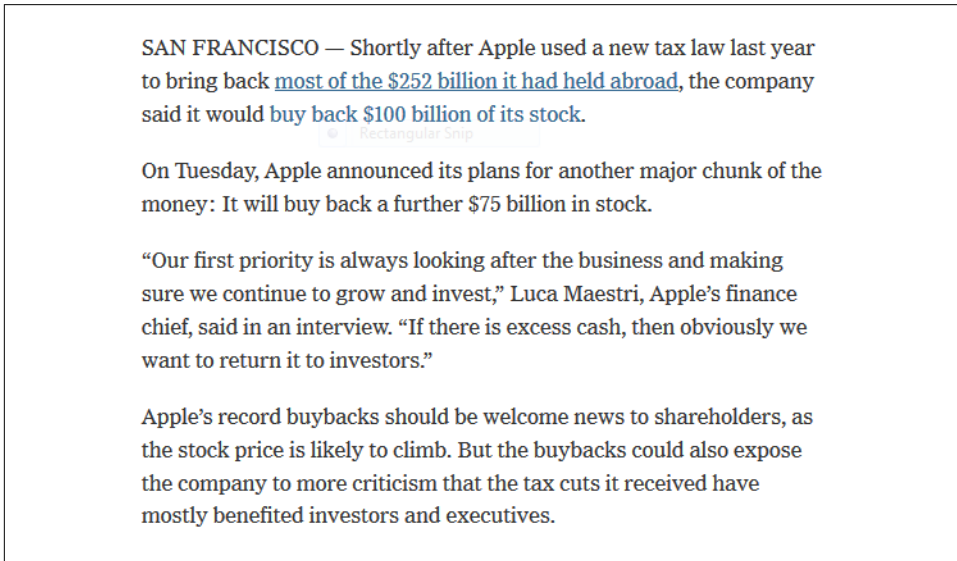 SAN FRANCISCO — Shortly after Apple used a new tax law last year
to bring back most of the $252 billion it had held abroad, the company
said it would buy back $100 billion of its stock.
Rectangular Snip
On Tuesday, Apple announced its plans for another major chunk of the
money: It will buy back a further $75 billion in stock.
“Our first priority is always looking after the business and making
sure we continue to grow and invest,” Luca Maestri, Apple’s finance
chief, said in an interview. “If there is excess cash, then obviously we
want to return it to investors.”
Apple’s record buybacks should be welcome news to shareholders, as
the stock price is likely to climb. But the buybacks could also expose
the company to more criticism that the tax cuts it received have
mostly benefited investors and executives.